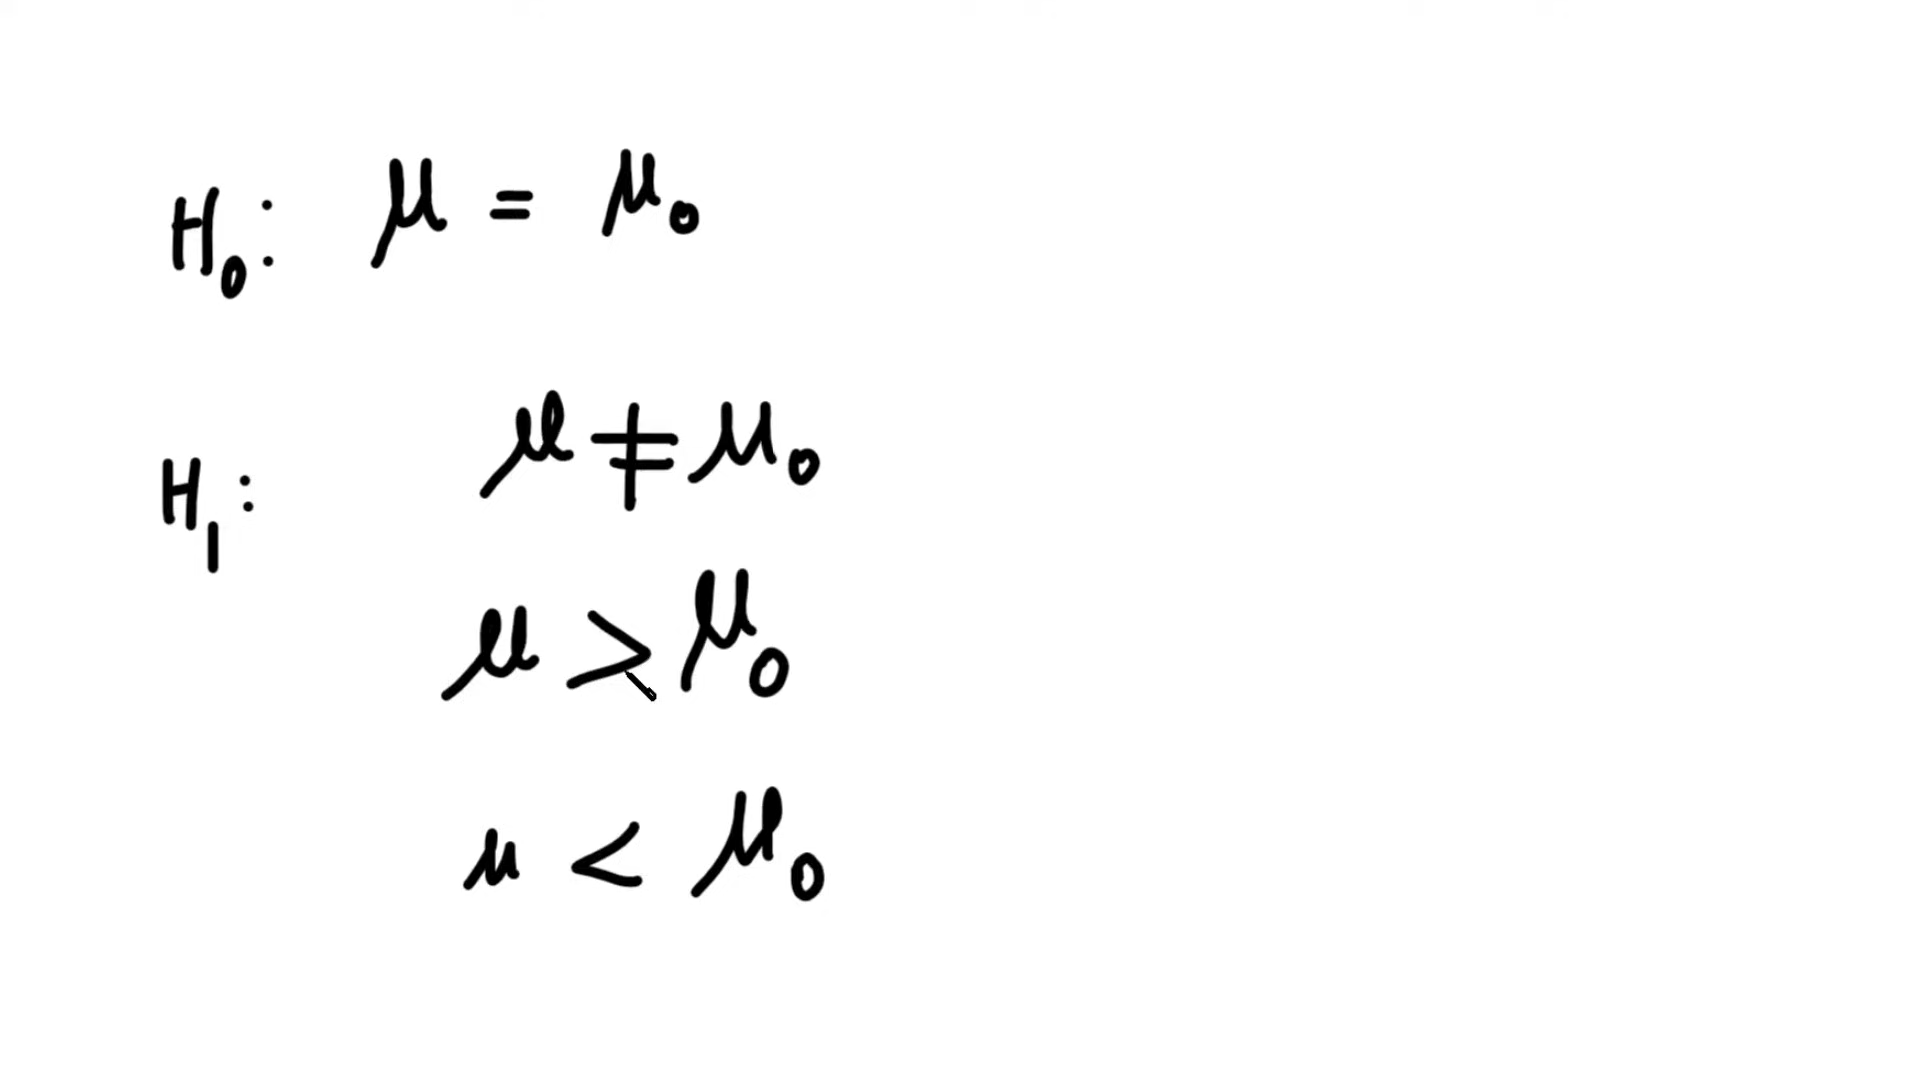 H₀: μ = μ₀
H₁: μ ≠ μ₀
μ > μ₀
μ < μ₀